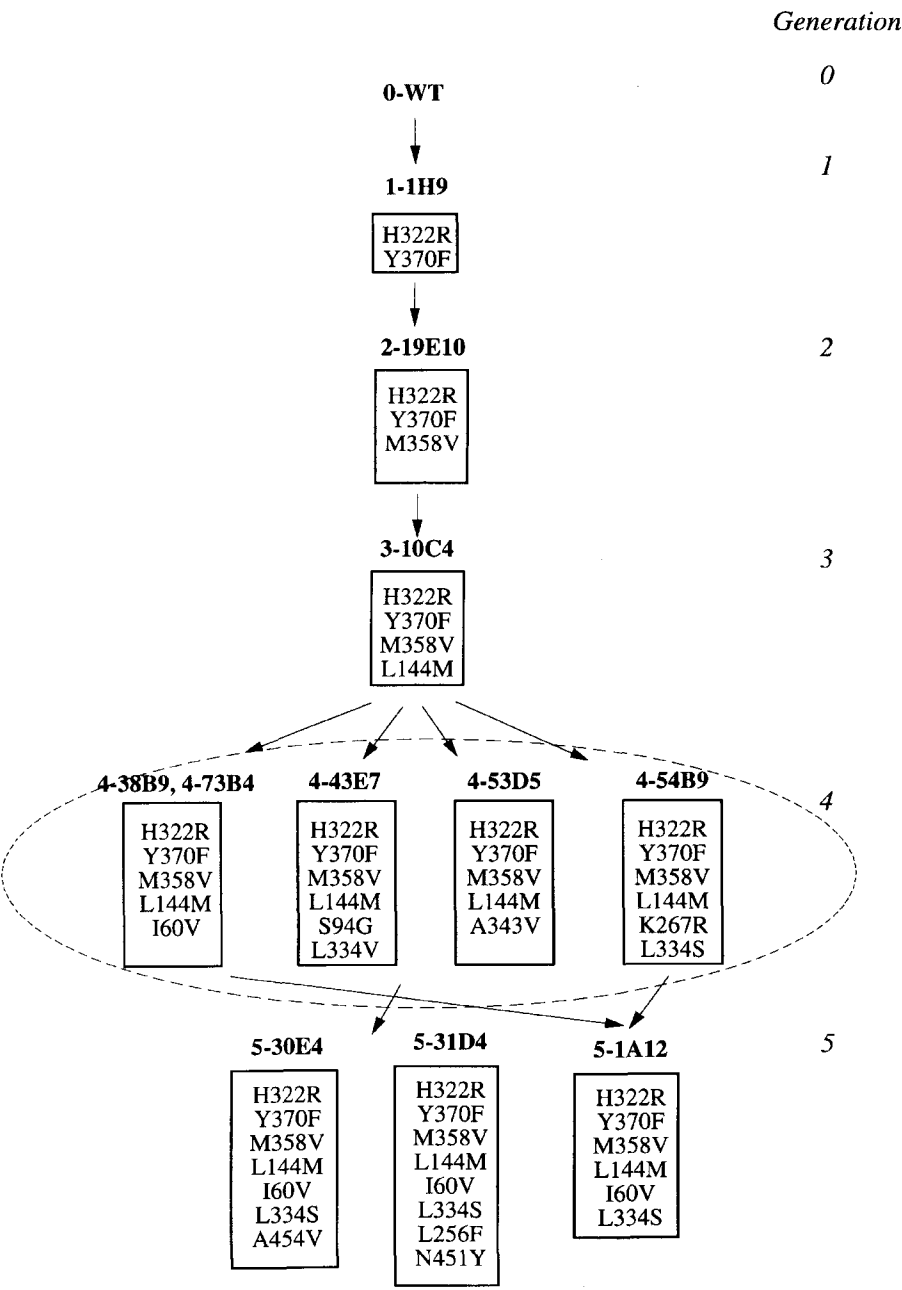 Generation
0
0-WT
1
1-1H9
H322R
Y370F
2
2-19E10
H322R
Y370F
M358V
3
3-10C4
H322R
Y370F
M358V
L144M
4
4-38B9, 4-73B4
H322R
Y370F
M358V
L144M
I60V
4-43E7
H322R
Y370F
M358V
L144M
S94G
L334V
4-53D5
H322R
Y370F
M358V
L144M
A343V
4-54B9
H322R
Y370F
M358V
L144M
K267R
L334S
5
5-30E4
H322R
Y370F
M358V
L144M
I60V
L334S
A454V
5-31D4
H322R
Y370F
M358V
L144M
I60V
L334S
L256F
N451Y
5-1A12
H322R
Y370F
M358V
L144M
I60V
L334S